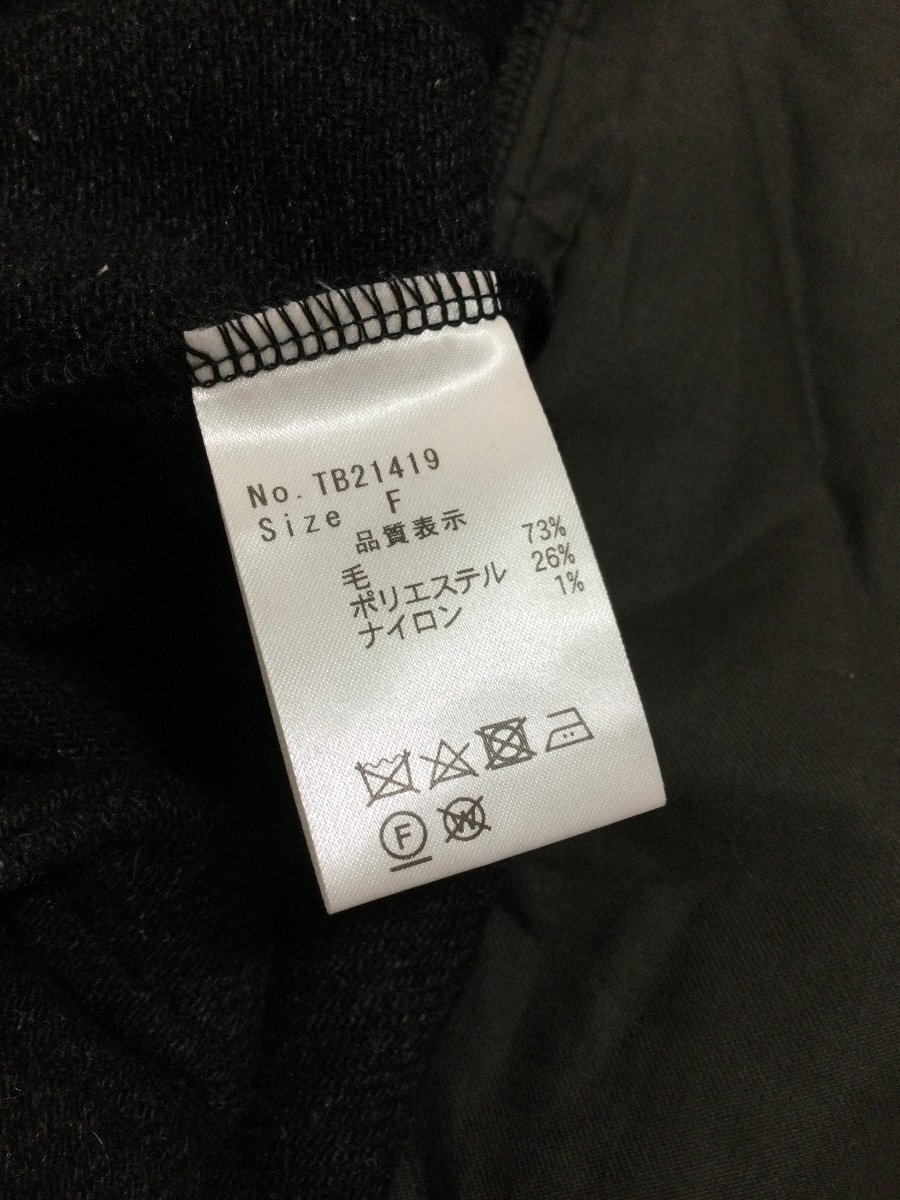 No. TB21419
Size F
品質表示
毛 73%
ポリエステル 26%
ナイロン 1%
F W